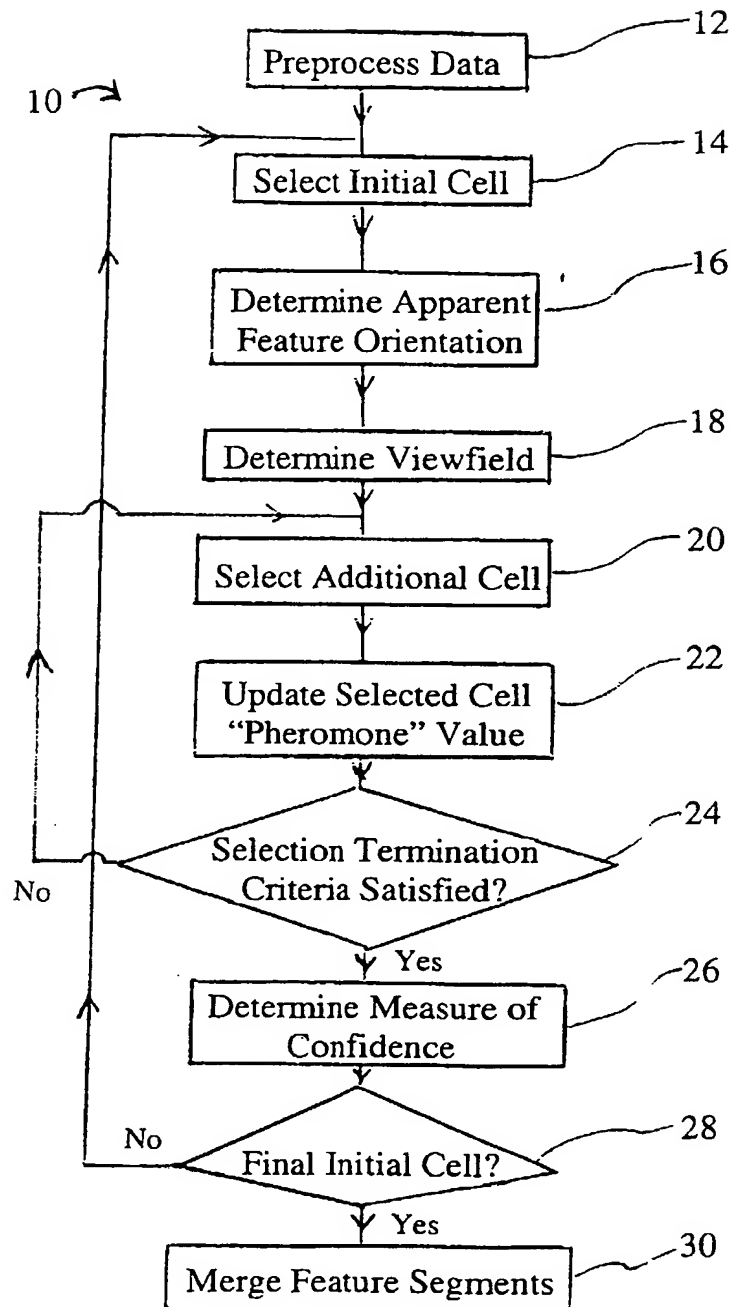 12
Preprocess Data
10
14
Select Initial Cell
16
Determine Apparent
Feature Orientation
18
Determine Viewfield
20
Select Additional Cell
22
Update Selected Cell
“Pheromone” Value
24
Selection Termination
Criteria Satisfied?
No
Yes
26
Determine Measure of
Confidence
No
28
Final Initial Cell?
Yes
30
Merge Feature Segments